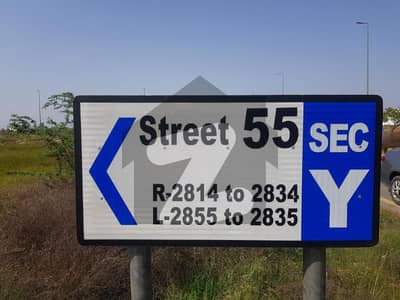 Street 55
R-2814 to 2834
L-2855 to 2835
SEC
Y